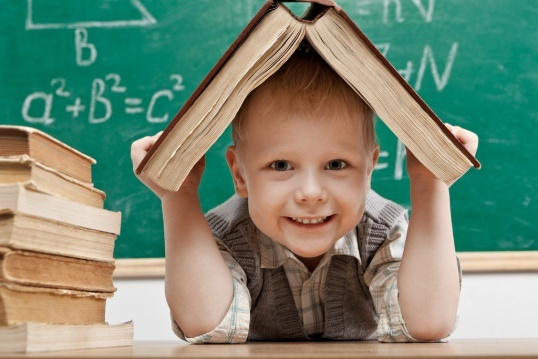 B
a²+B²=C²
N
+N